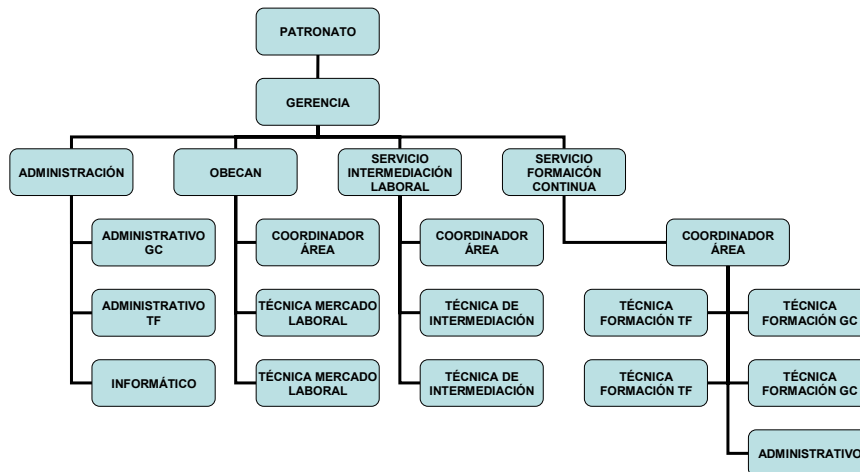 PATRONATO
GERENCIA
ADMINISTRACIÓN
OBECAN
SERVICIO
INTERMEDIACIÓN
LABORAL
SERVICIO
FORMAICÓN
CONTINUA
ADMINISTRATIVO
GC
COORDINADOR
ÁREA
COORDINADOR
ÁREA
COORDINADOR
ÁREA
ADMINISTRATIVO
TF
TÉCNICA MERCADO
LABORAL
TÉCNICA DE
INTERMEDIACIÓN
TÉCNICA
FORMACIÓN TF
TÉCNICA
FORMACIÓN GC
INFORMÁTICO
TÉCNICA MERCADO
LABORAL
TÉCNICA DE
INTERMEDIACIÓN
TÉCNICA
FORMACIÓN TF
TÉCNICA
FORMACIÓN GC
ADMINISTRATIVO